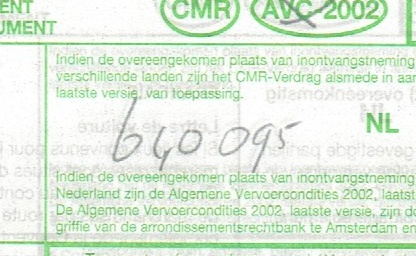 ENT
UMENT
CMR AVC-2002
Indien de overeengekomen plaats van inontvangstneming
verschillende landen zijn het CMR-Verdrag alsmede in aa
laatste versie, van toepassing.
NL
640095
Indien de overeengekomen plaats van inontvangstneming
Nederland zijn de Algemene Vervoercondities 2002, laatst
De Algemene Vervoercondities 2002, laatste versie, zijn do
griffie van de arrondissementsrechtbank te Amsterdam en